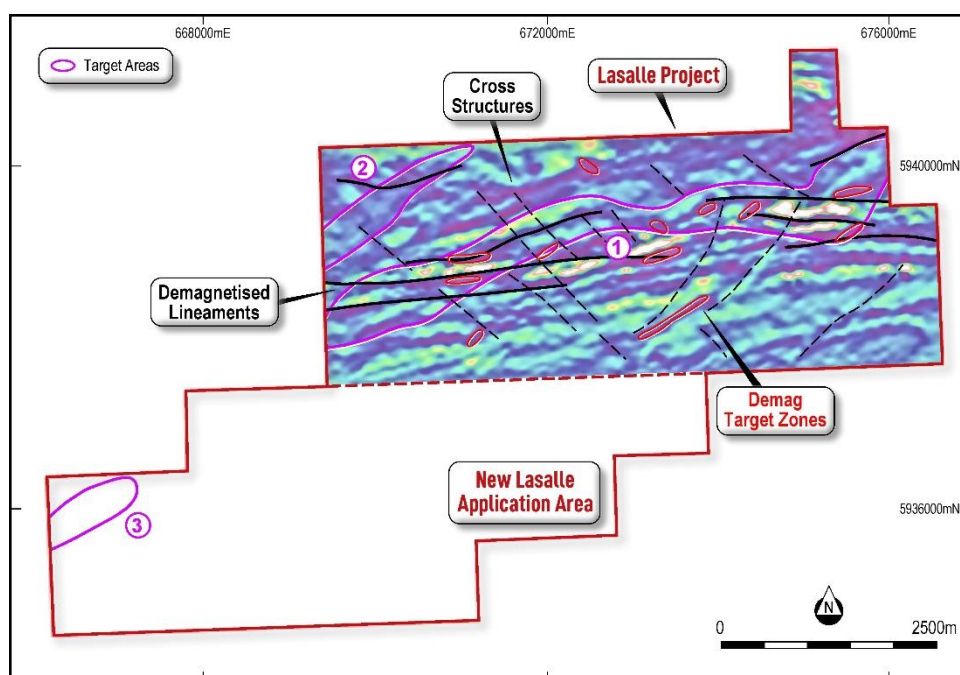 668000mE
672000mE
676000mE
Target Areas
Cross
Structures
Lasalle Project
2
5940000mN
1
Demagnetised
Lineaments
Demag
Target Zones
New Lasalle
Application Area
3
5936000mN
N
0
2500m